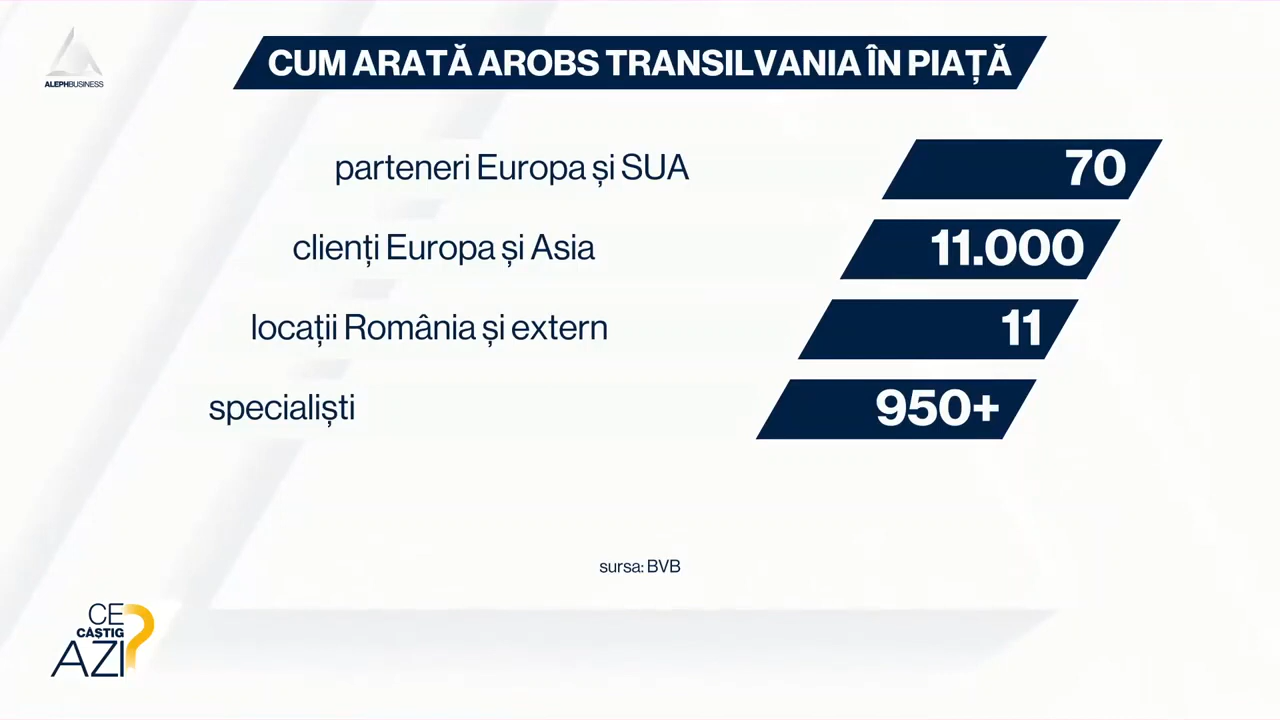 ALEPHBUSINESS
CUM ARATĂ AROBS TRANSILVANIA ÎN PIAȚĂ
parteneri Europa și SUA 70
clienți Europa și Asia 11.000
locații România și extern 11
specialiști 950+
sursa: BVB
CE
CÂȘTIG
AZI?